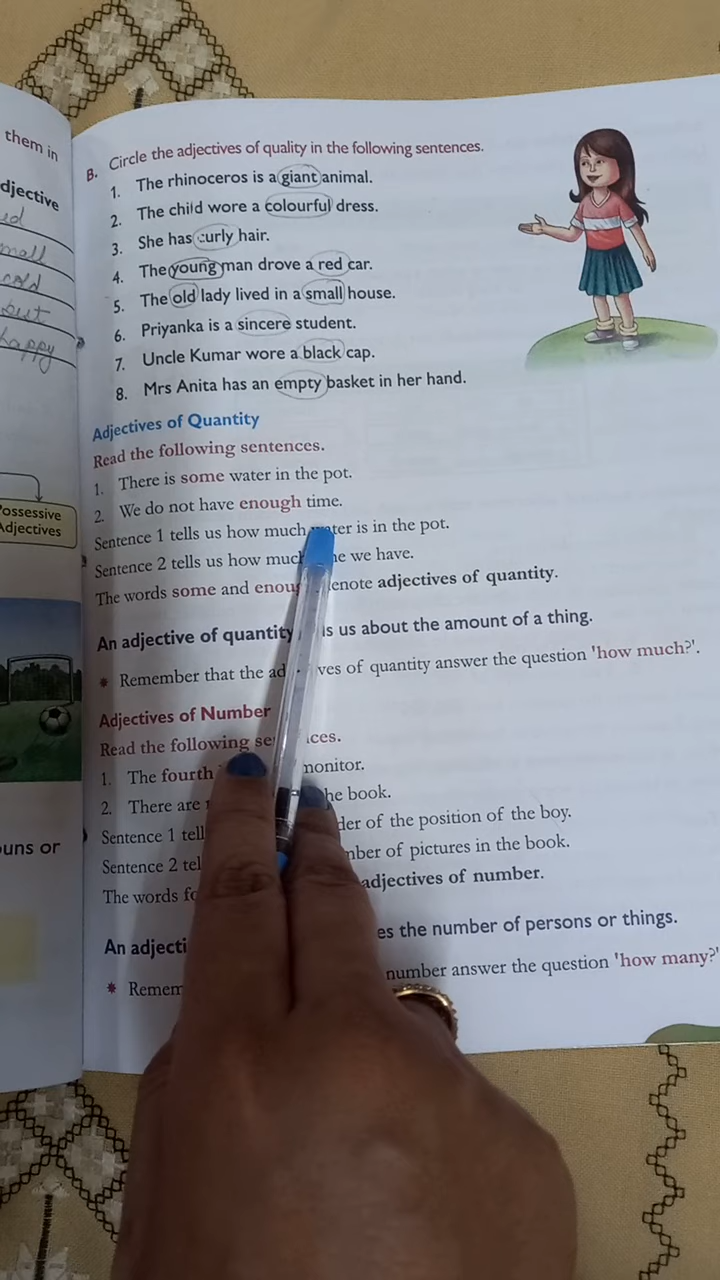 them in
djective
ed
mall
cold
but
happy
ossessive
Adjectives
uns or
B. Circle the adjectives of quality in the following sentences.
1. The rhinoceros is a giant animal.
2. The child wore a colourful dress.
3. She has curly hair.
4. The young man drove a red car.
5. The old lady lived in a small house.
6. Priyanka is a sincere student.
7. Uncle Kumar wore a black cap.
8. Mrs Anita has an empty basket in her hand.
Adjectives of Quantity
Read the following sentences.
1. There is some water in the pot.
2. We do not have enough time.
Sentence 1 tells us how much water is in the pot.
Sentence 2 tells us how much we have.
The words some and enoug enote adjectives of quantity.
An adjective of quantity is us about the amount of a thing.
* Remember that the ad ves of quantity answer the question 'how much?'.
Adjectives of Number
Read the following se ces.
1. The fourth monitor.
2. There are he book.
Sentence 1 tell der of the position of the boy.
Sentence 2 tel mber of pictures in the book.
The words fo adjectives of number.
An adjecti es the number of persons or things.
* Remem number answer the question 'how many?'